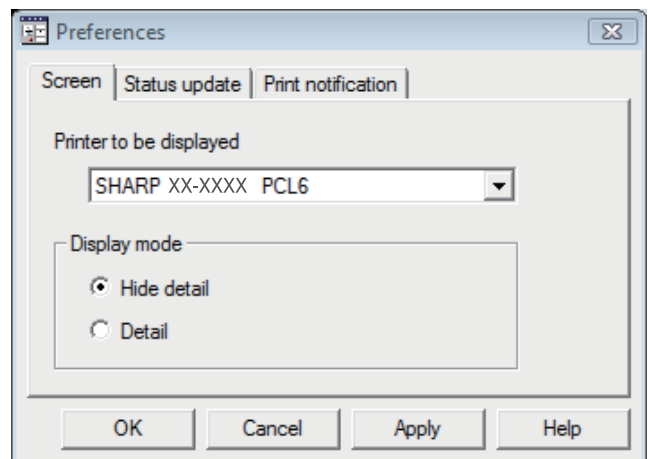 Preferences
Screen Status update Print notification
Printer to be displayed
SHARP XX-XXXX PCL6
Display mode
Hide detail
Detail
OK Cancel Apply Help